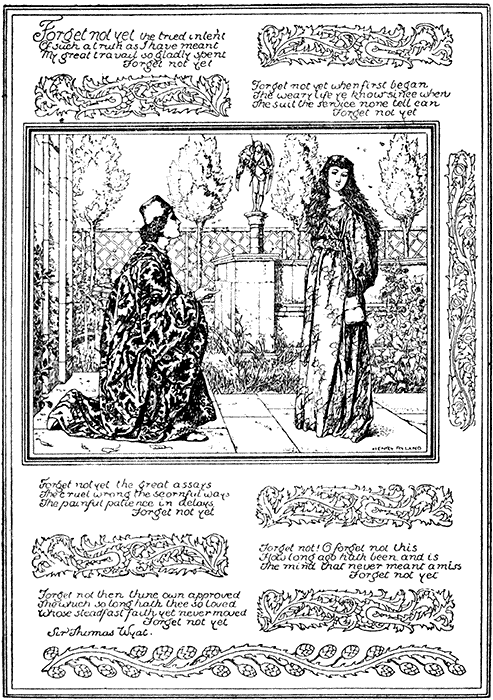 Forget not yet the tried intent
Of such a truth as I have meant
My great travail so gladly spent
Forget not yet
Forget not yet when first began
The weary life ye know since when
The suit the service none tell can
Forget not yet
HENRY RYLAND
Forget not yet the great assays
The cruel wrong the scornful ways
The painful patience in delays
Forget not yet
Forget not! O forget not this
How long ago hath been and is
The mind that never meant amiss
Forget not yet
Forget not then thine own approved
The which so long hath thee so loved
Whose steadfast faith yet never moved
Forget not yet
Sir Thomas Wyat.